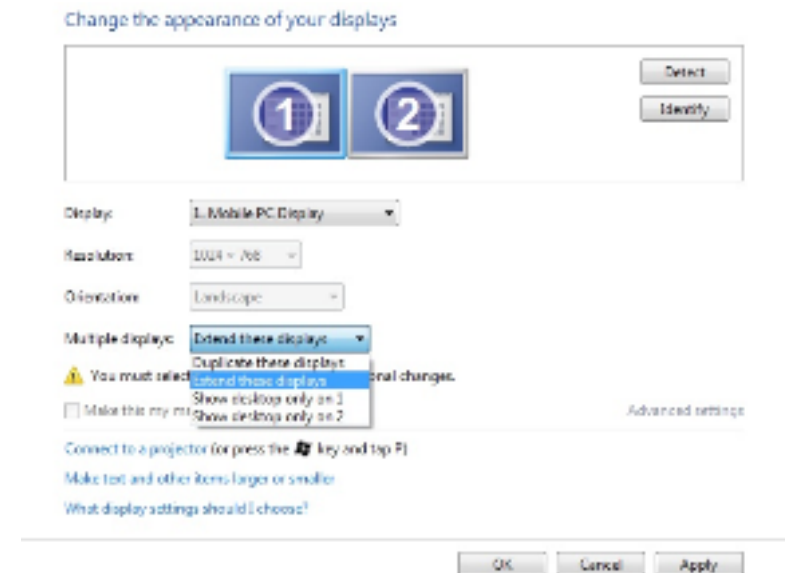 Change the appearance of your displays
1
2
Detect
Identify
Display:
1. Mobile PC Display
Resolution:
1024 × 768
Orientation:
Landscape
Multiple displays:
Extend these displays
Duplicate these displays
Extend these displays
Show desktop only on 1
Show desktop only on 2
You must select
onal changes.
Make this my m
Advanced settings
Connect to a projector (or press the key and tap P)
Make text and other items larger or smaller
What display settings should I choose?
OK
Cancel
Apply